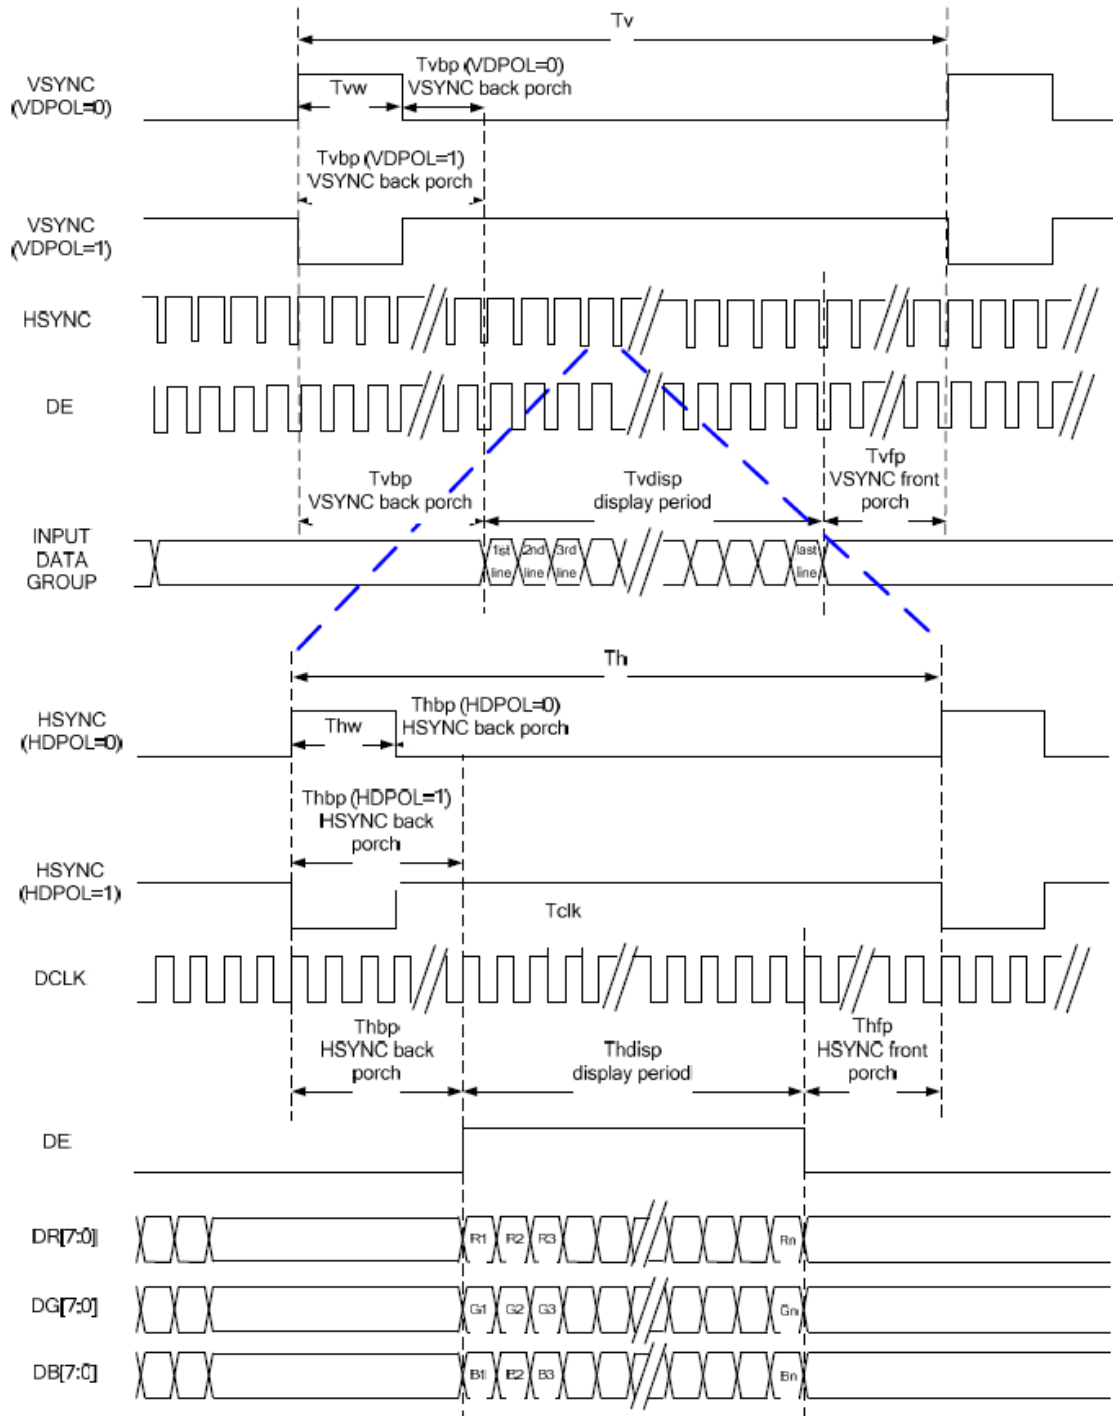 Tv
VSYNC
(VDPOL=0)
Tvw
Tvbp (VDPOL=0)
VSYNC back porch
Tvbp (VDPOL=1)
VSYNC back porch
VSYNC
(VDPOL=1)
HSYNC
DE
Tvbp
VSYNC back porch
Tvdisp
display period
Tvfp
VSYNC front
porch
INPUT
DATA
GROUP
1st
line
2nd
line
3rd
line
last
line
Th
HSYNC
(HDPOL=0)
Thw
Thbp (HDPOL=0)
HSYNC back porch
Thbp (HDPOL=1)
HSYNC back
porch
HSYNC
(HDPOL=1)
Tclk
DCLK
Thbp
HSYNC back
porch
Thdisp
display period
Thfp
HSYNC front
porch
DE
DR[7:0]
R1 R2 R3 Rn
DG[7:0]
G1 G2 G3 Gn
DB[7:0]
B1 B2 B3 Bn